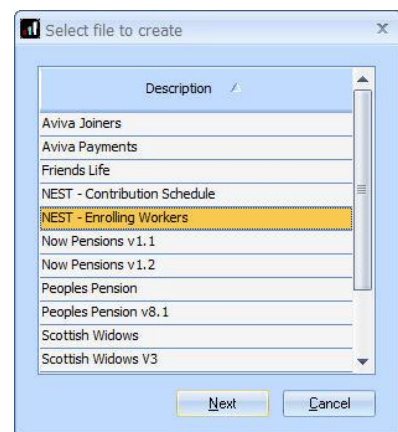 Select file to create
Description
Aviva Joiners
Aviva Payments
Friends Life
NEST - Contribution Schedule
NEST - Enrolling Workers
Now Pensions v1.1
Now Pensions v1.2
Peoples Pension
Peoples Pension v8.1
Scottish Widows
Scottish Widows V3
Next Cancel